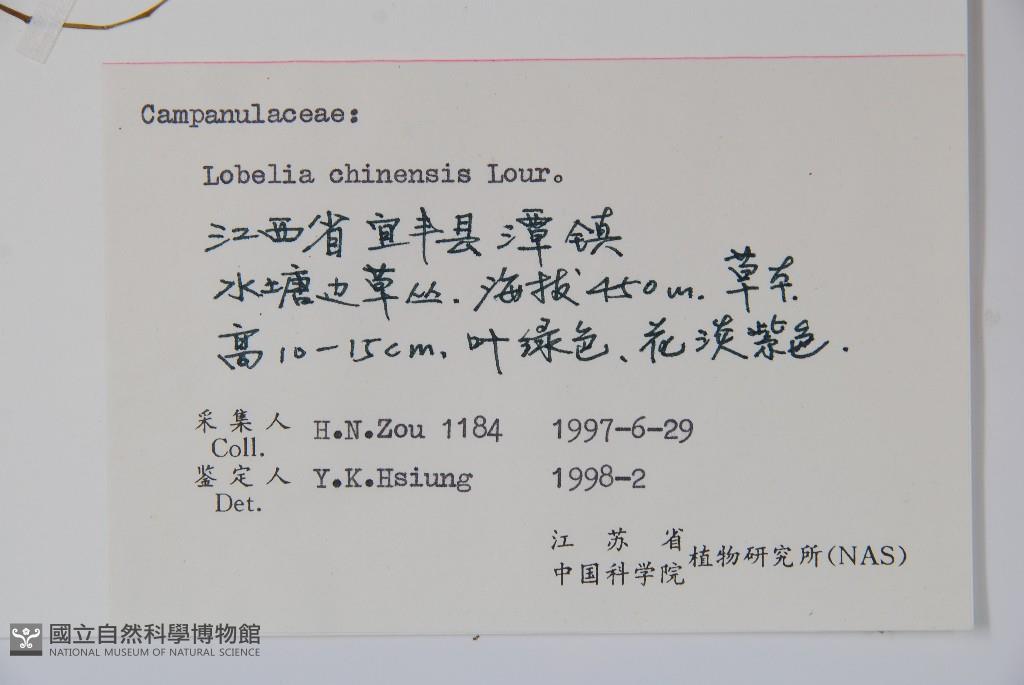 Campanulaceae:
Lobelia chinensis Lour。
江西省宜丰县潭镇
水塘边草丛.海拔450m.草本.
高10-15cm.叶绿色、花淡紫色.
采集人 H.N.Zou 1184 1997-6-29
Coll.
鉴定人 Y.K.Hsiung 1998-2
Det.
江苏省
中国科学院 植物研究所(NAS)
國立自然科學博物館
NATIONAL MUSEUM OF NATURAL SCIENCE